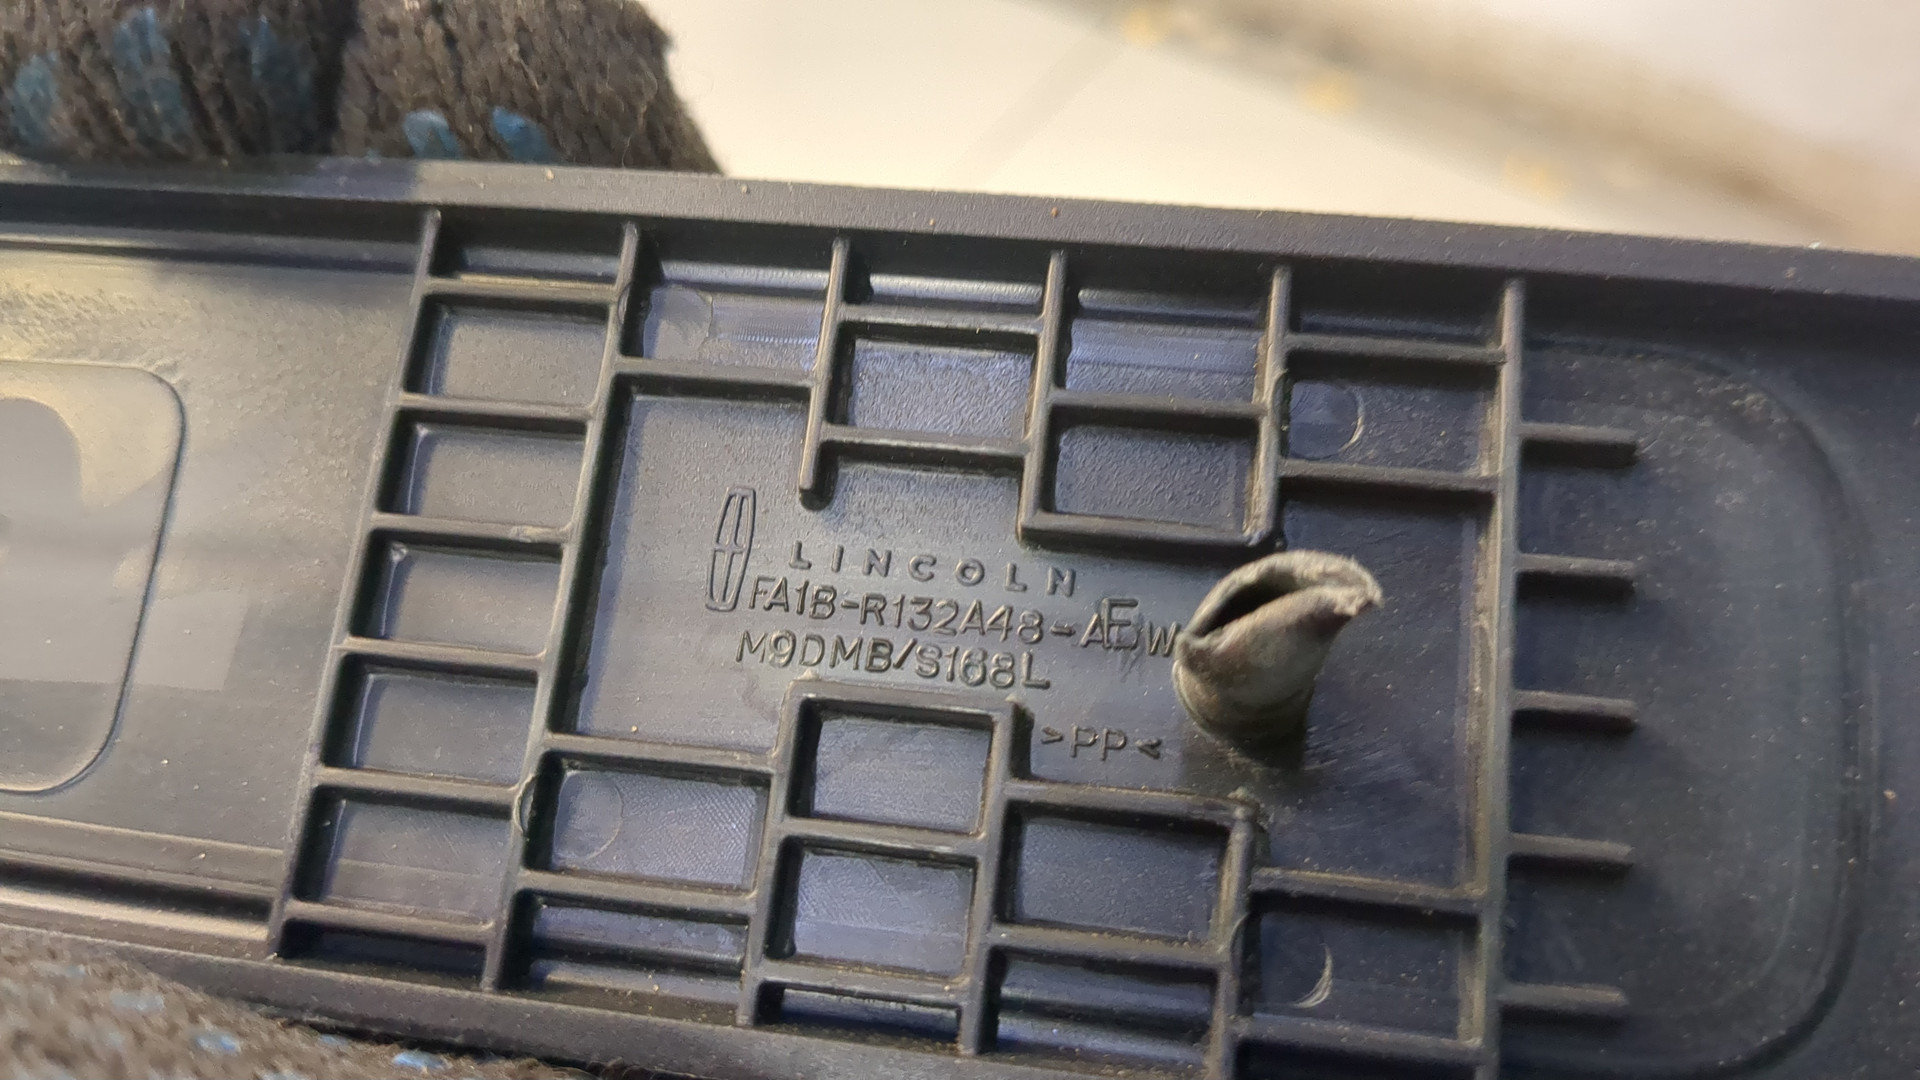 LINCOLN
FA1B-R132A48-AEW
M9DMB/S168L
>PP<